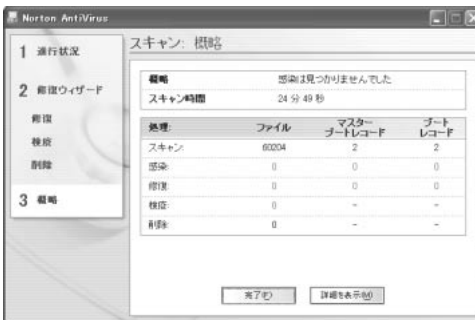 Norton AntiVirus
1 進行状況
2 修復ウィザード
修復
検疫
削除
3 概略
スキャン: 概略
概略 感染は見つかりませんでした
スキャン時間 24 分 49 秒
処理: ファイル マスター ブートレコード ブート レコード
スキャン: 60204 2 2
感染: 0 0 0
修復: 0 0 0
検疫: 0 - -
削除: 0 - -
完了(F) 詳細を表示(M)